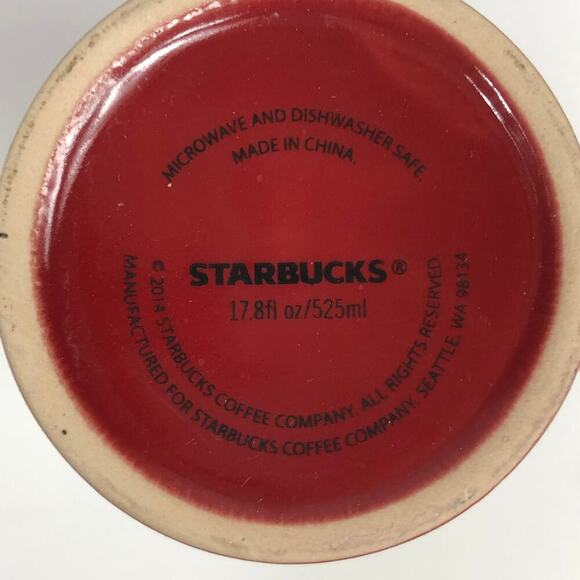 MICROWAVE AND DISHWASHER SAFE.
MADE IN CHINA.
STARBUCKS®
17.8fl oz/525ml
© 2014 STARBUCKS COFFEE COMPANY. ALL RIGHTS RESERVED.
MANUFACTURED FOR STARBUCKS COFFEE COMPANY, SEATTLE, WA 98134